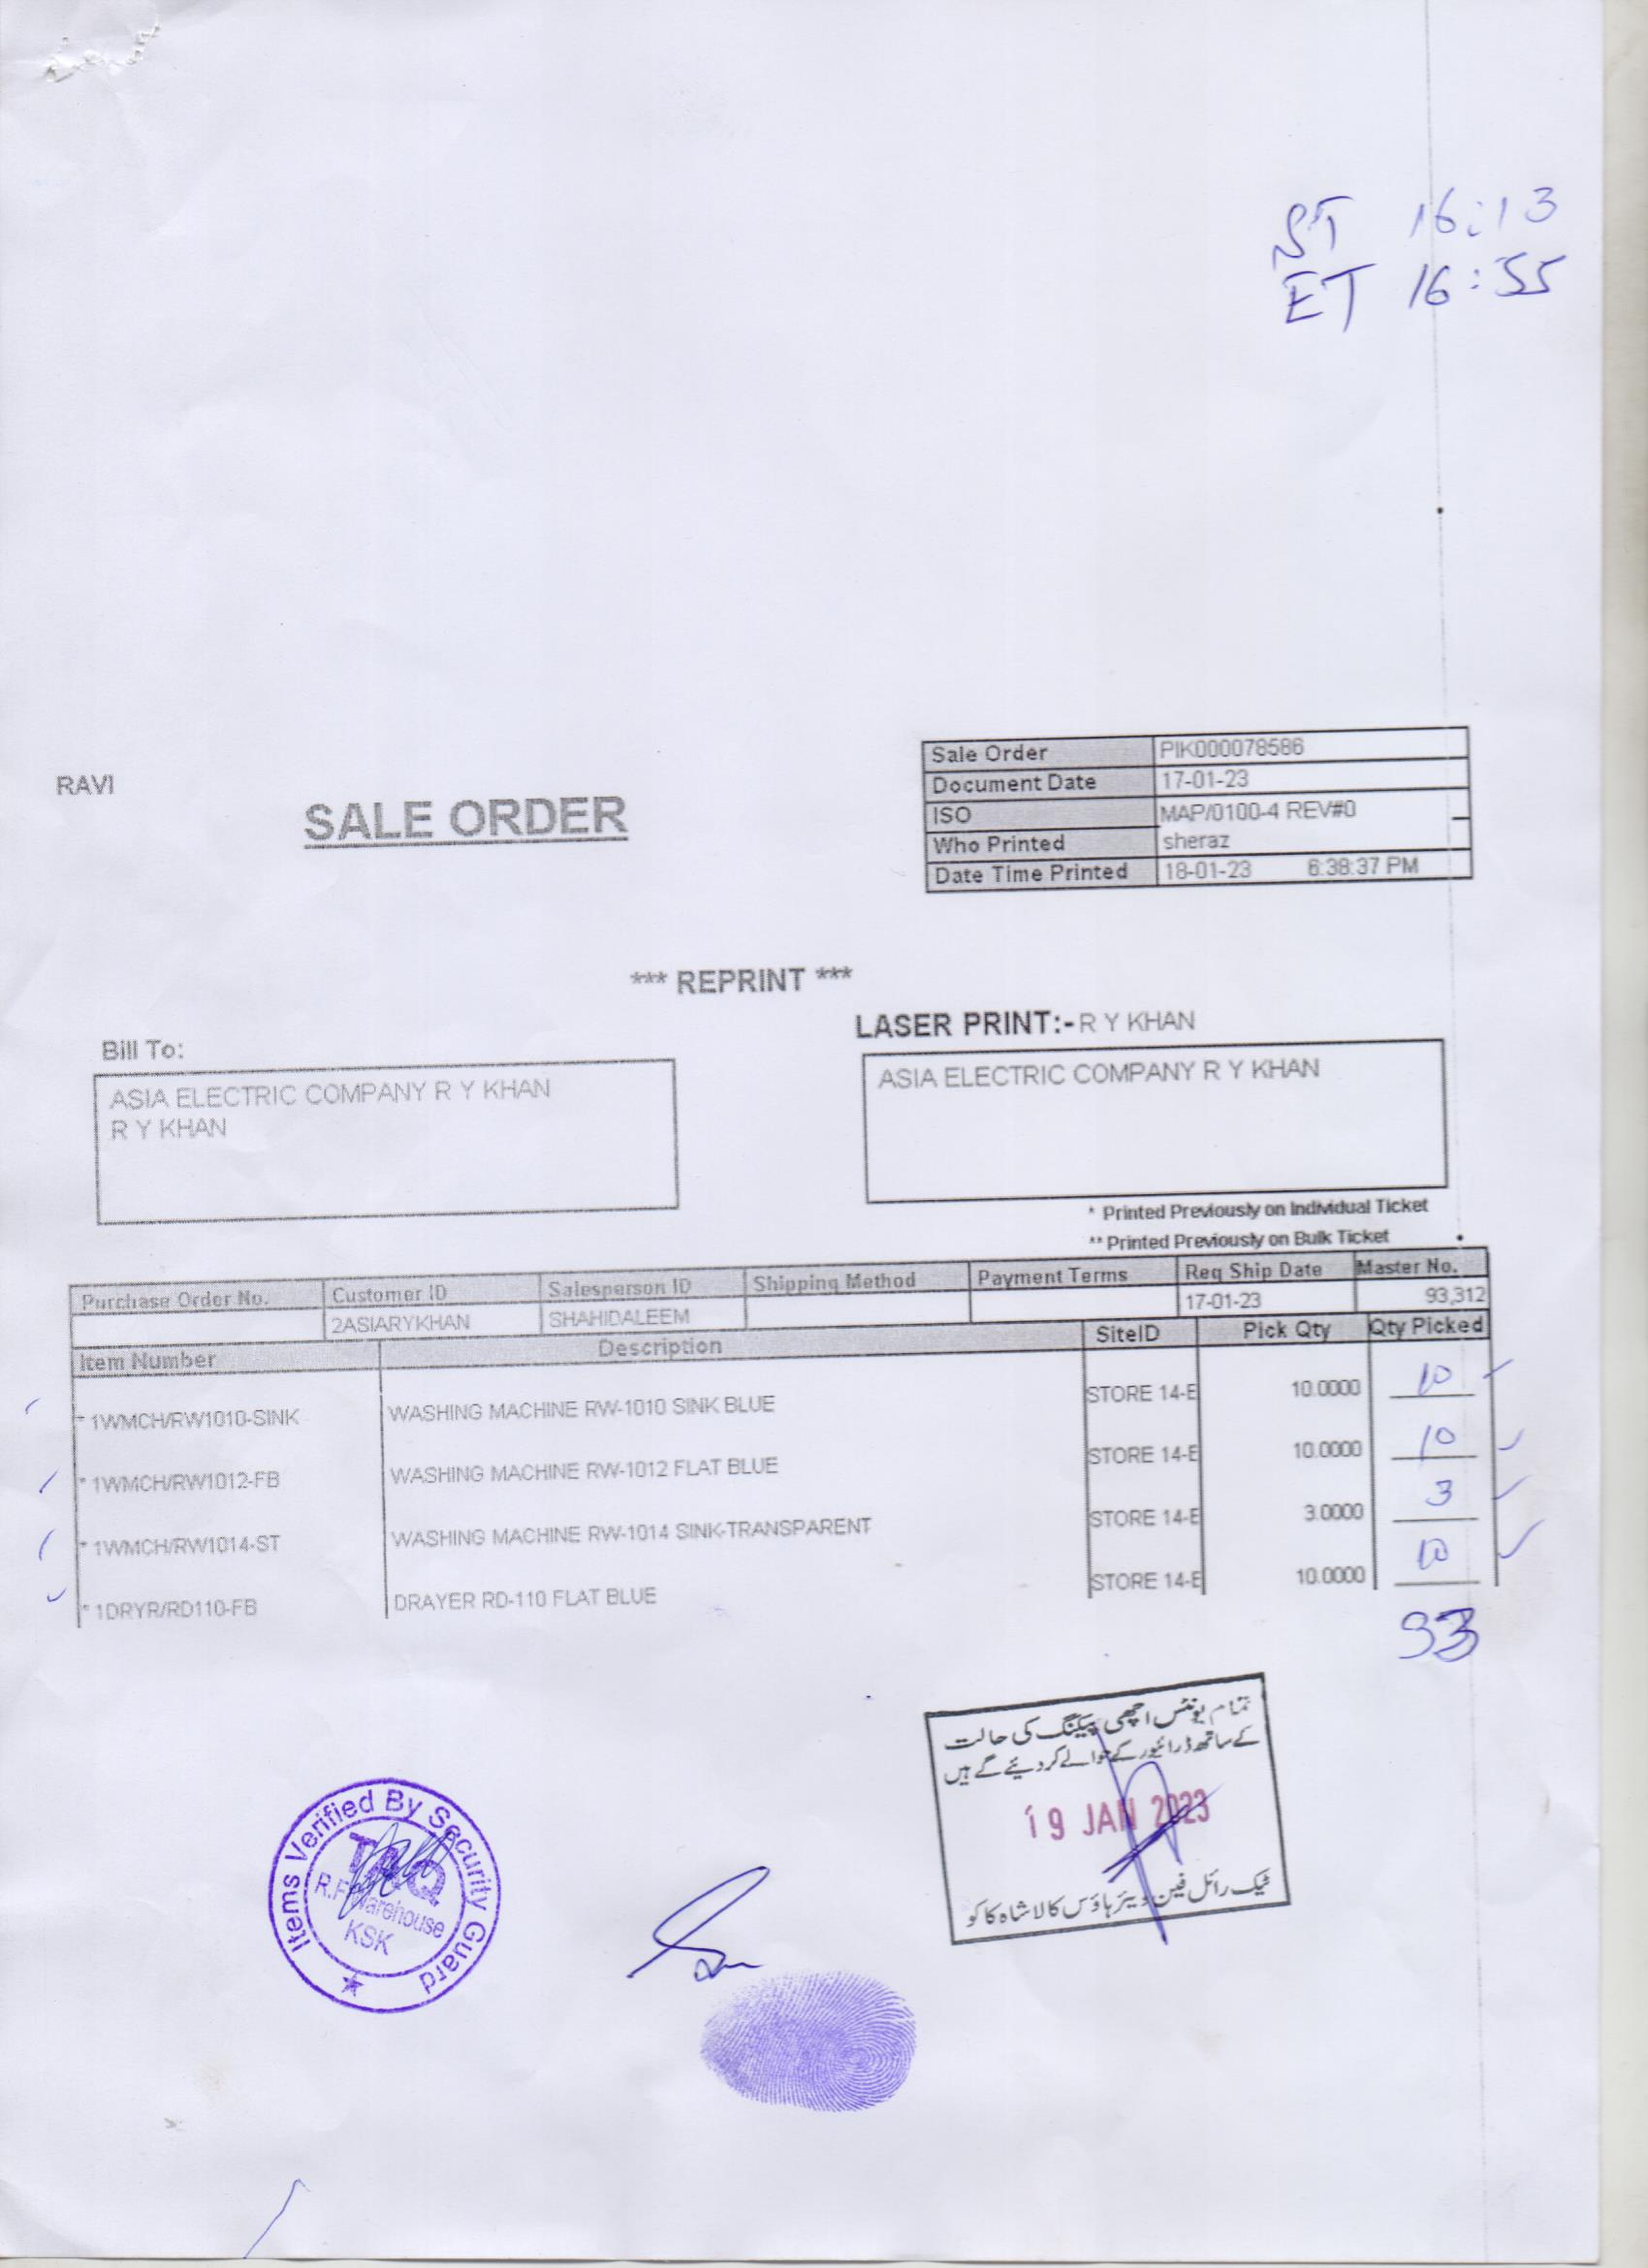 ST 16:13
ET 16:55
RAVI
SALE ORDER
Sale Order PIK000078586
Document Date 17-01-23
ISO MAP/0100-4 REV#0
Who Printed sheraz
Date Time Printed 18-01-23 6:38:37 PM
*** REPRINT ***
LASER PRINT:- R Y KHAN
Bill To:
ASIA ELECTRIC COMPANY R Y KHAN
R Y KHAN
ASIA ELECTRIC COMPANY R Y KHAN
* Printed Previously on Individual Ticket
** Printed Previously on Bulk Ticket
Purchase Order No. Customer ID Salesperson ID Shipping Method Payment Terms Req Ship Date Master No.
2ASIARYKHAN SHAHIDALEEM 17-01-23 93,312
Item Number Description SiteID Pick Qty Qty Picked
* 1WMCH/RW1010-SINK WASHING MACHINE RW-1010 SINK BLUE STORE 14-E 10.0000 10
* 1WMCH/RW1012-FB WASHING MACHINE RW-1012 FLAT BLUE STORE 14-E 10.0000 10
* 1WMCH/RW1014-ST WASHING MACHINE RW-1014 SINK-TRANSPARENT STORE 14-E 3.0000 3
* 1DRYR/RD110-FB DRAYER RD-110 FLAT BLUE STORE 14-E 10.0000 10
33
تمام یونٹس اچھی پیکنگ کی حالت
کے ساتھ ڈرائیور کے حوالے کر دیئے گے ہیں
19 JAN 2023
ٹیک رائل فین ویئر ہاؤس کالا شاہ کاکو
Items Verified By Security Guard
R.F Warehouse
KSK